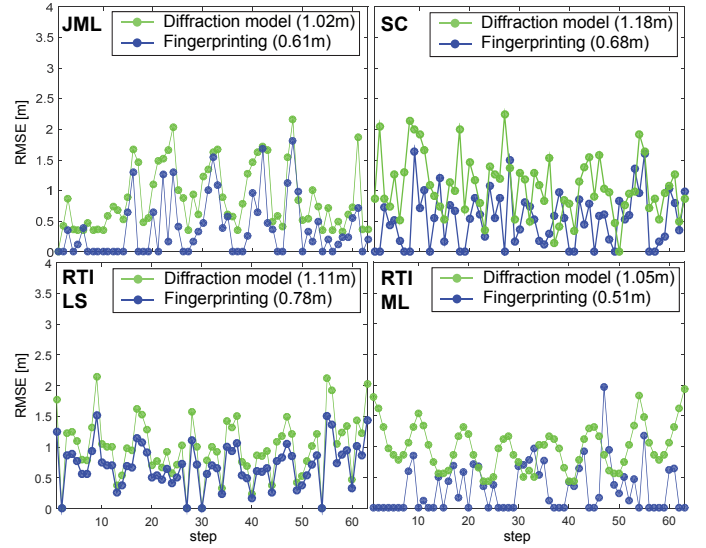 JML
Diffraction model (1.02m)
Fingerprinting (0.61m)
SC
Diffraction model (1.18m)
Fingerprinting (0.68m)
4
3.5
3
2.5
2
1.5
1
0.5
0
RMSE [m]
RTI
LS
Diffraction model (1.11m)
Fingerprinting (0.78m)
RTI
ML
Diffraction model (1.05m)
Fingerprinting (0.51m)
4
3.5
3
2.5
2
1.5
1
0.5
0
RMSE [m]
10 20 30 40 50 60
step
10 20 30 40 50 60
step